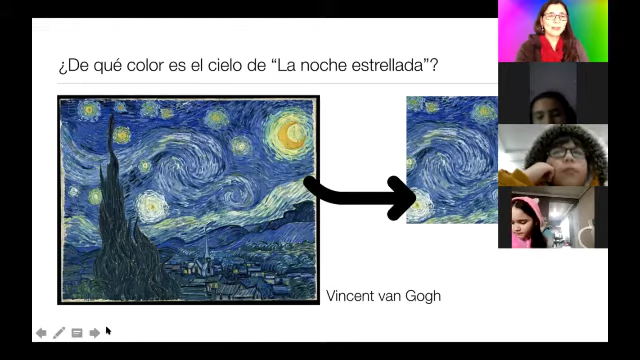 ¿De qué color es el cielo de “La noche estrellada”?
Vincent van Gogh